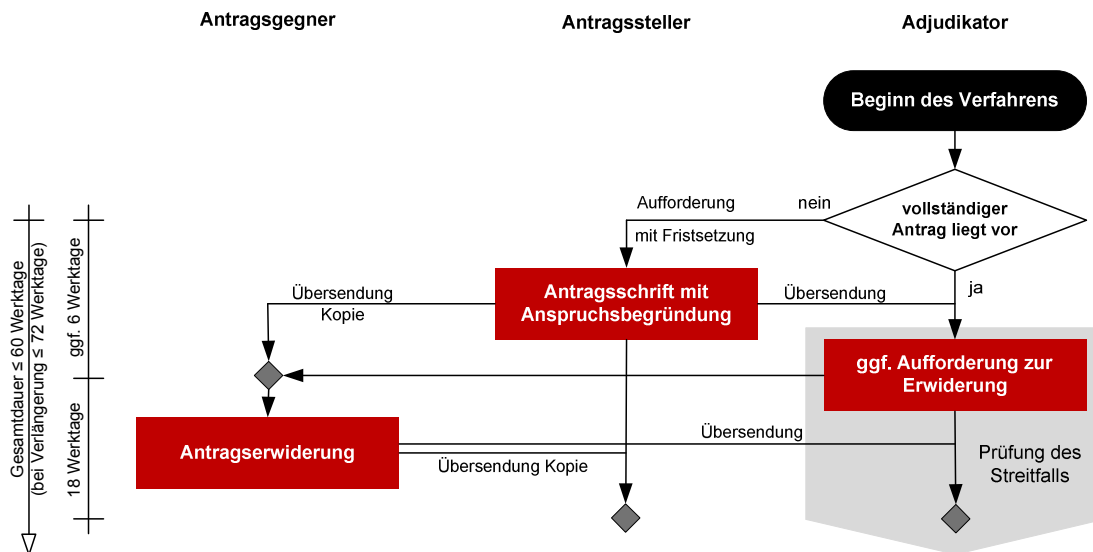 Antragsgegner
Antragssteller
Adjudikator
Beginn des Verfahrens
vollständiger
Antrag liegt vor
nein
Aufforderung
mit Fristsetzung
ja
Antragsschrift mit
Anspruchsbegründung
Übersendung
Kopie
Übersendung
ggf. Aufforderung zur
Erwiderung
Antragserwiderung
Übersendung
Übersendung Kopie
Prüfung des
Streitfalls
Gesamtdauer ≤ 60 Werktage
(bei Verlängerung ≤ 72 Werktage)
ggf. 6 Werktage
18 Werktage